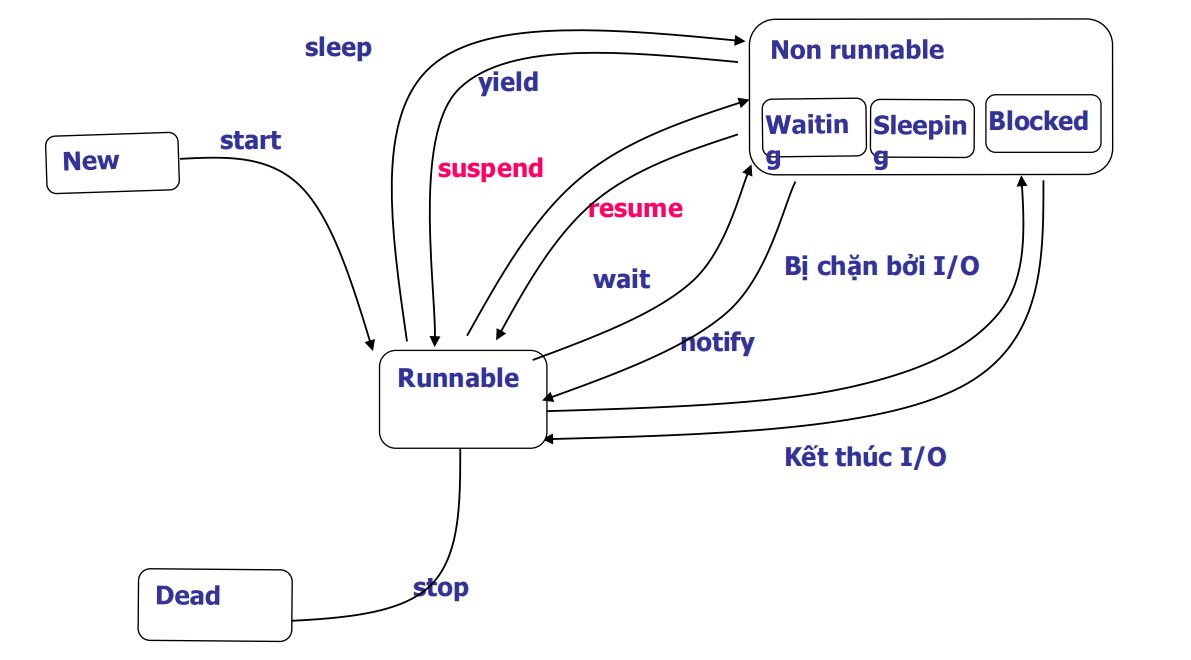 sleep
Non runnable
yield
Waitin
g
Sleepin
g
Blocked
start
New
suspend
resume
Bị chặn bởi I/O
wait
notify
Runnable
Kết thúc I/O
stop
Dead